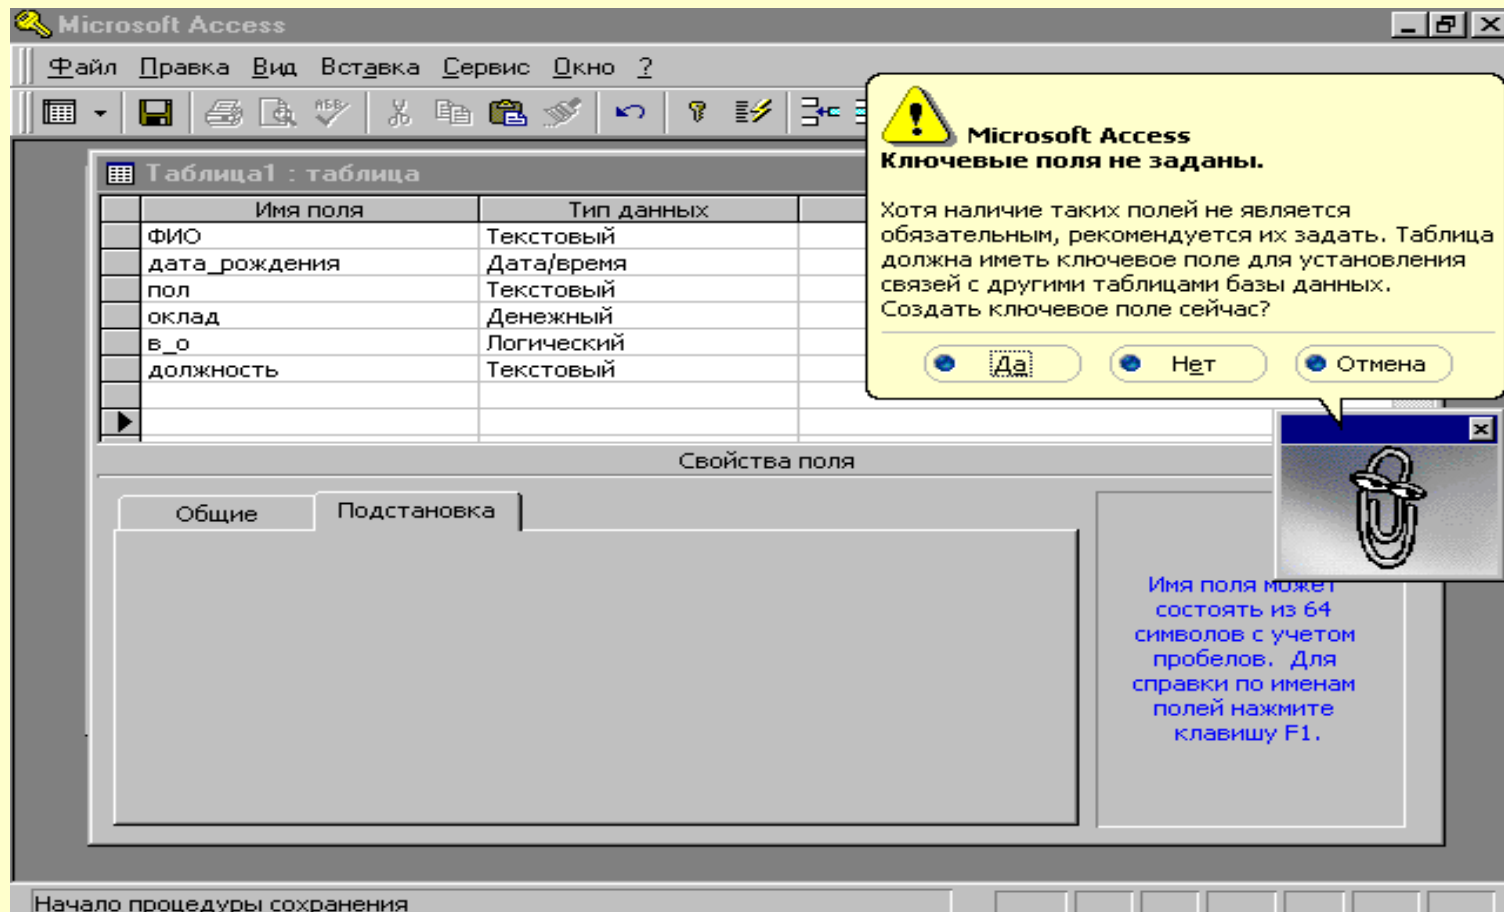 Microsoft Access
Файл Правка Вид Вставка Сервис Окно ?
Таблица1 : таблица
Имя поля Тип данных
ФИО Текстовый
дата_рождения Дата/время
пол Текстовый
оклад Денежный
в_о Логический
должность Текстовый
Microsoft Access
Ключевые поля не заданы.
Хотя наличие таких полей не является
обязательным, рекомендуется их задать. Таблица
должна иметь ключевое поле для установления
связей с другими таблицами базы данных.
Создать ключевое поле сейчас?
Да Нет Отмена
Свойства поля
Общие Подстановка
Имя поля может
состоять из 64
символов с учетом
пробелов. Для
справки по именам
полей нажмите
клавишу F1.
Начало процедуры сохранения